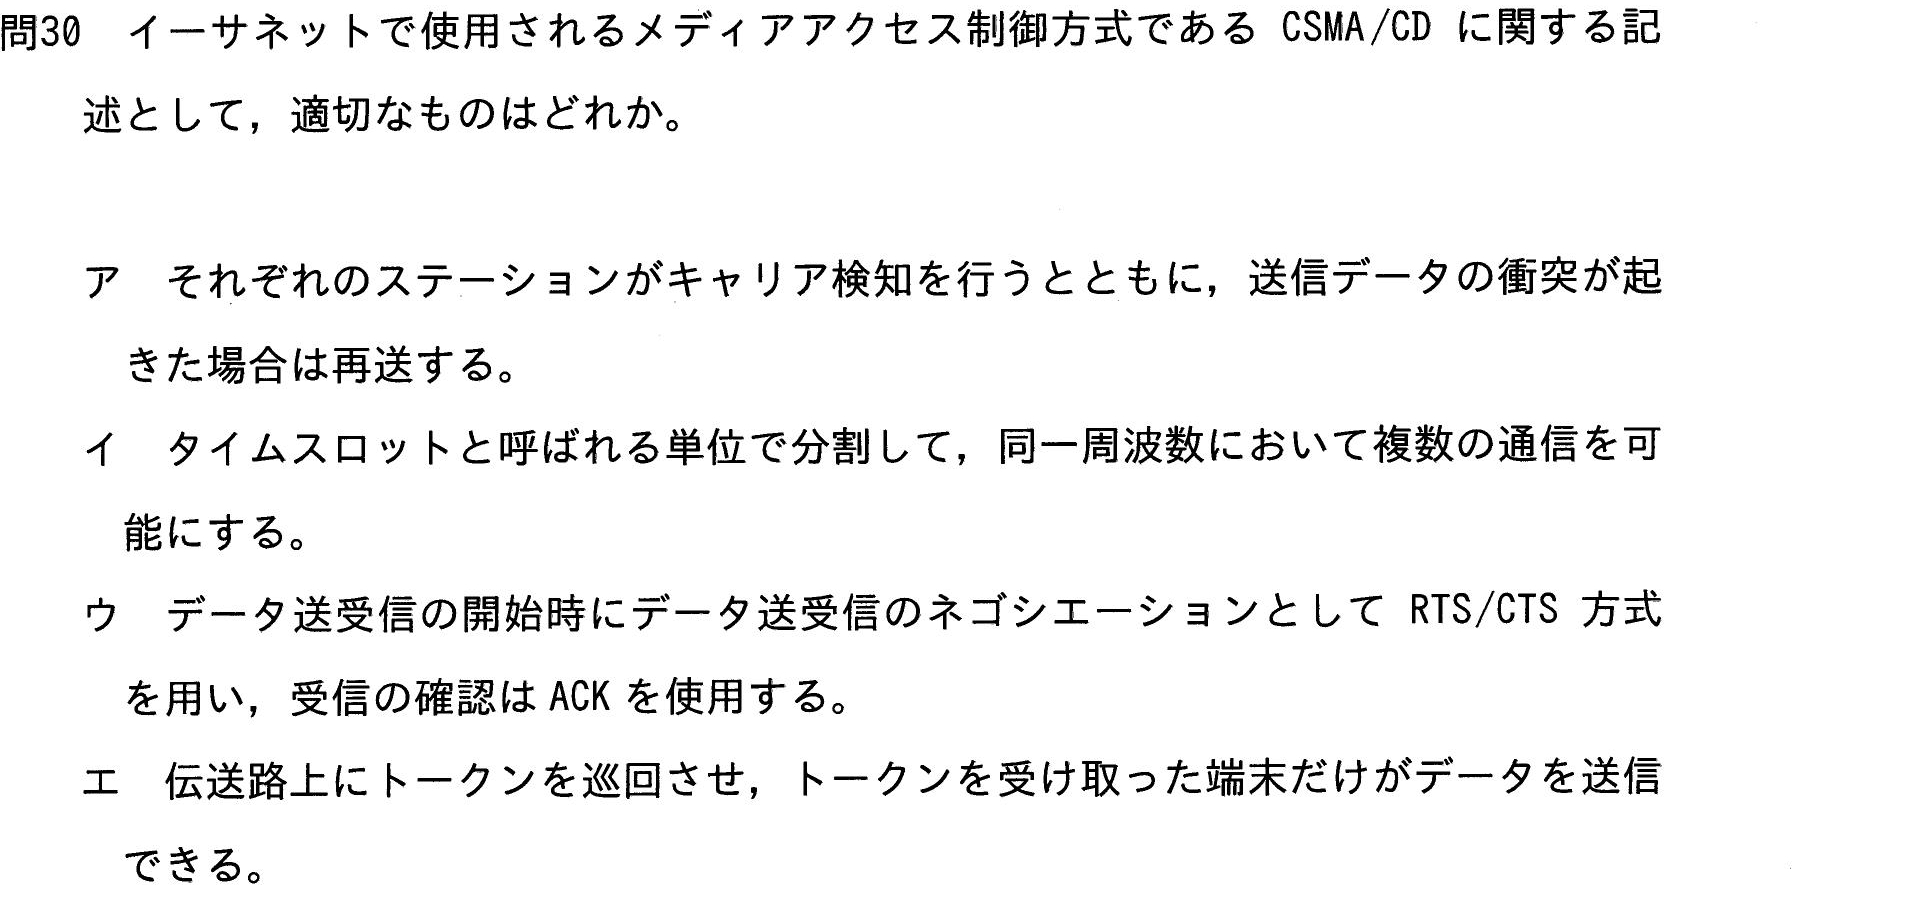 問30　イーサネットで使用されるメディアアクセス制御方式である CSMA/CD に関する記
述として，適切なものはどれか。
ア　それぞれのステーションがキャリア検知を行うとともに，送信データの衝突が起
きた場合は再送する。
イ　タイムスロットと呼ばれる単位で分割して，同一周波数において複数の通信を可
能にする。
ウ　データ送受信の開始時にデータ送受信のネゴシエーションとして RTS/CTS 方式
を用い，受信の確認は ACK を使用する。
エ　伝送路上にトークンを巡回させ，トークンを受け取った端末だけがデータを送信
できる。